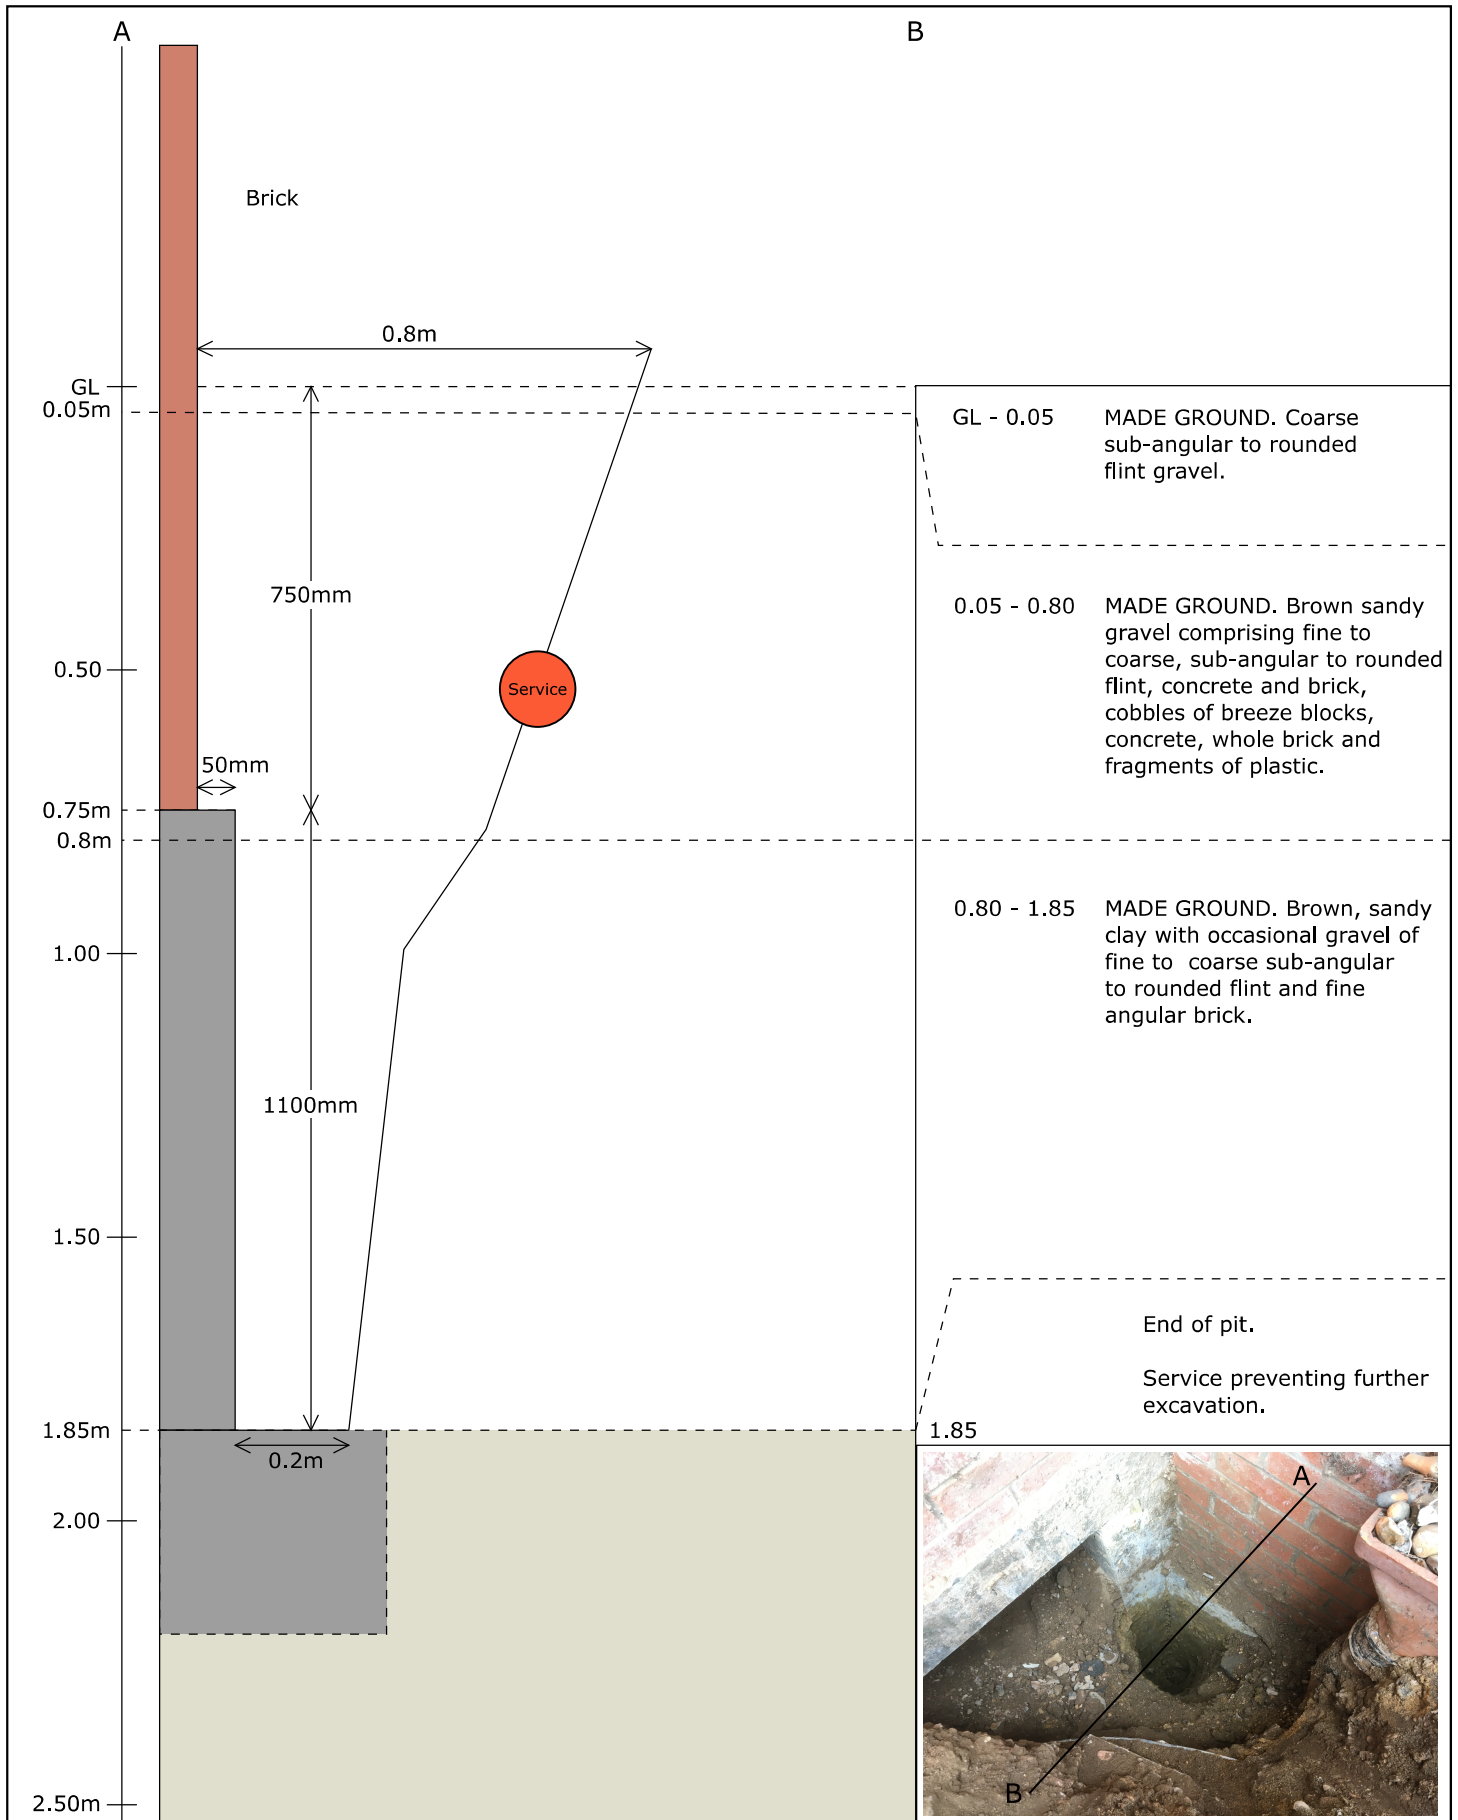 A
B
Brick
0.8m
GL
0.05m
GL - 0.05
MADE GROUND. Coarse
sub-angular to rounded
flint gravel.
750mm
0.05 - 0.80
MADE GROUND. Brown sandy
gravel comprising fine to
coarse, sub-angular to rounded
flint, concrete and brick,
cobbles of breeze blocks,
concrete, whole brick and
fragments of plastic.
0.50
Service
50mm
0.75m
0.8m
0.80 - 1.85
MADE GROUND. Brown, sandy
clay with occasional gravel of
fine to  coarse sub-angular
to rounded flint and fine
angular brick.
1.00
1100mm
1.50
End of pit.
Service preventing further
excavation.
1.85m
1.85
0.2m
2.00
A
B
2.50m